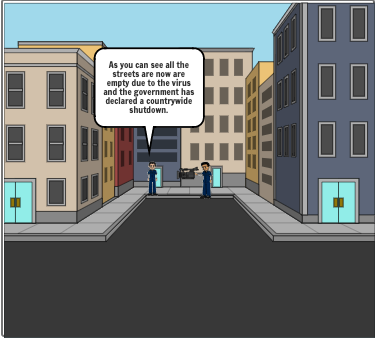 As you can see all the
streets are now are
empty due to the virus
and the government has
declared a countrywide
shutdown.